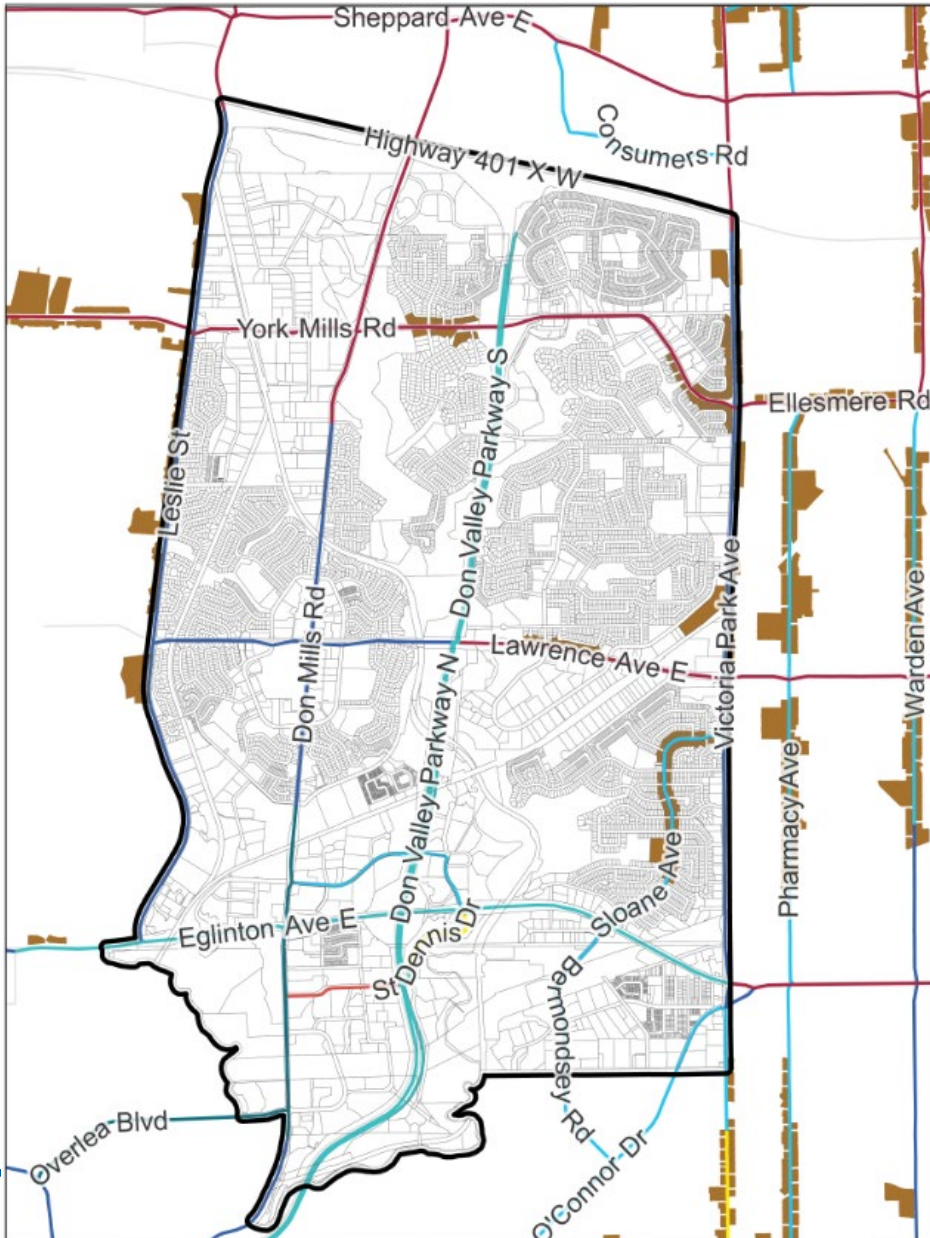 Sheppard Ave E
Consumers Rd
Highway 401 X W
York Mills Rd
Ellesmere Rd
Leslie St
Don Valley Parkway S
Don Mills Rd
Victoria Park Ave
Lawrence Ave E
Warden Ave
Don Valley Parkway N
Pharmacy Ave
Sloane Ave
Eglinton Ave E
St Dennis Dr
Bermondsey Rd
Overlea Blvd
O'Connor Dr